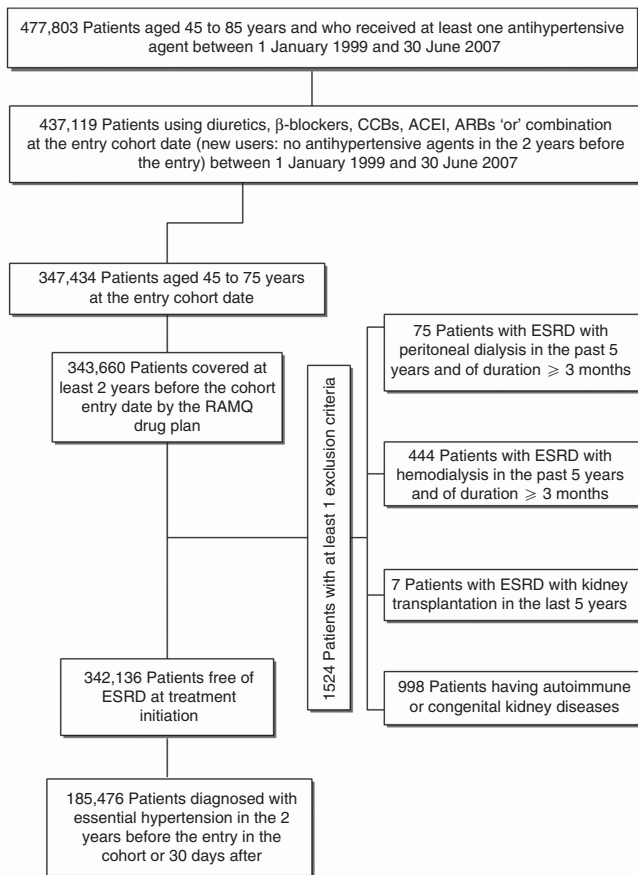 477,803 Patients aged 45 to 85 years and who received at least one antihypertensive
agent between 1 January 1999 and 30 June 2007
437,119 Patients using diuretics, β-blockers, CCBs, ACEI, ARBs ‘or’ combination
at the entry cohort date (new users: no antihypertensive agents in the 2 years before
the entry) between 1 January 1999 and 30 June 2007
347,434 Patients aged 45 to 75 years
at the entry cohort date
343,660 Patients covered at
least 2 years before the cohort
entry date by the RAMQ
drug plan
1524 Patients with at least 1 exclusion criteria
75 Patients with ESRD with
peritoneal dialysis in the past 5
years and of duration ⩾ 3 months
444 Patients with ESRD with
hemodialysis in the past 5 years
and of duration ⩾ 3 months
7 Patients with ESRD with kidney
transplantation in the last 5 years
998 Patients having autoimmune
or congenital kidney diseases
342,136 Patients free of
ESRD at treatment
initiation
185,476 Patients diagnosed with
essential hypertension in the 2
years before the entry in the
cohort or 30 days after